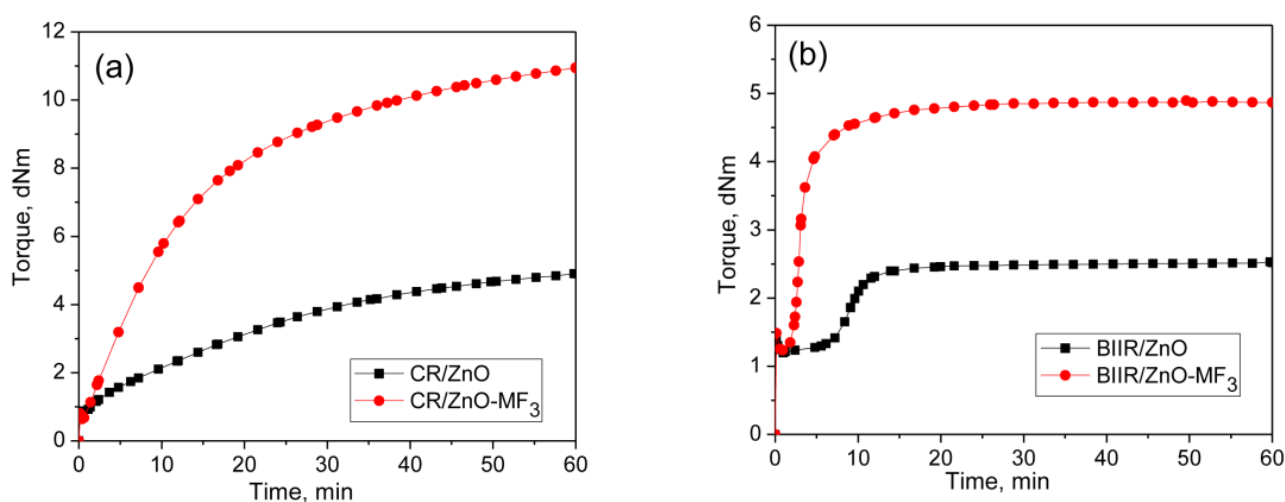 (a)
Torque, dNm
12
10
8
6
4
2
0
0 10 20 30 40 50 60
Time, min
CR/ZnO
CR/ZnO-MF₃
(b)
Torque, dNm
6
5
4
3
2
1
0
0 10 20 30 40 50 60
Time, min
BIIR/ZnO
BIIR/ZnO-MF₃